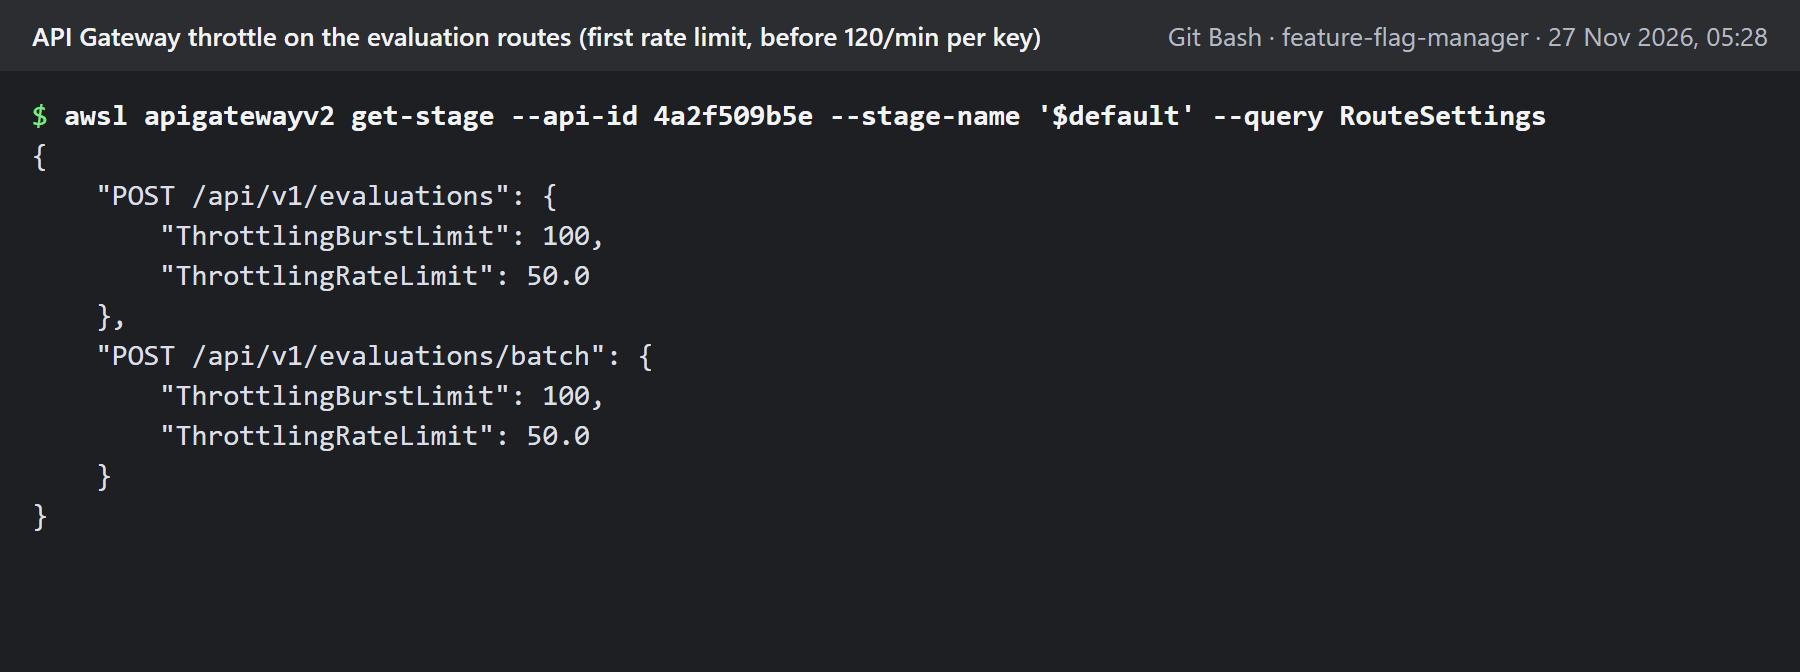 API Gateway throttle on the evaluation routes (first rate limit, before 120/min per key)
Git Bash · feature-flag-manager · 27 Nov 2026, 05:28
$ awsl apigatewayv2 get-stage --api-id 4a2f509b5e --stage-name '$default' --query RouteSettings
{
    "POST /api/v1/evaluations": {
        "ThrottlingBurstLimit": 100,
        "ThrottlingRateLimit": 50.0
    },
    "POST /api/v1/evaluations/batch": {
        "ThrottlingBurstLimit": 100,
        "ThrottlingRateLimit": 50.0
    }
}